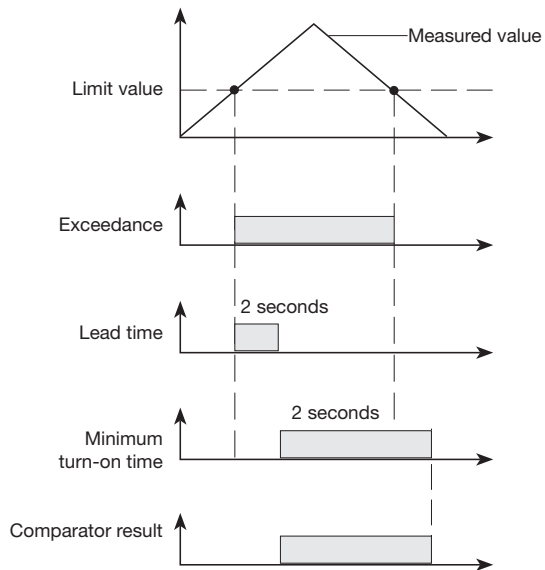 Measured value
Limit value
Exceedance
2 seconds
Lead time
2 seconds
Minimum
turn-on time
Comparator result